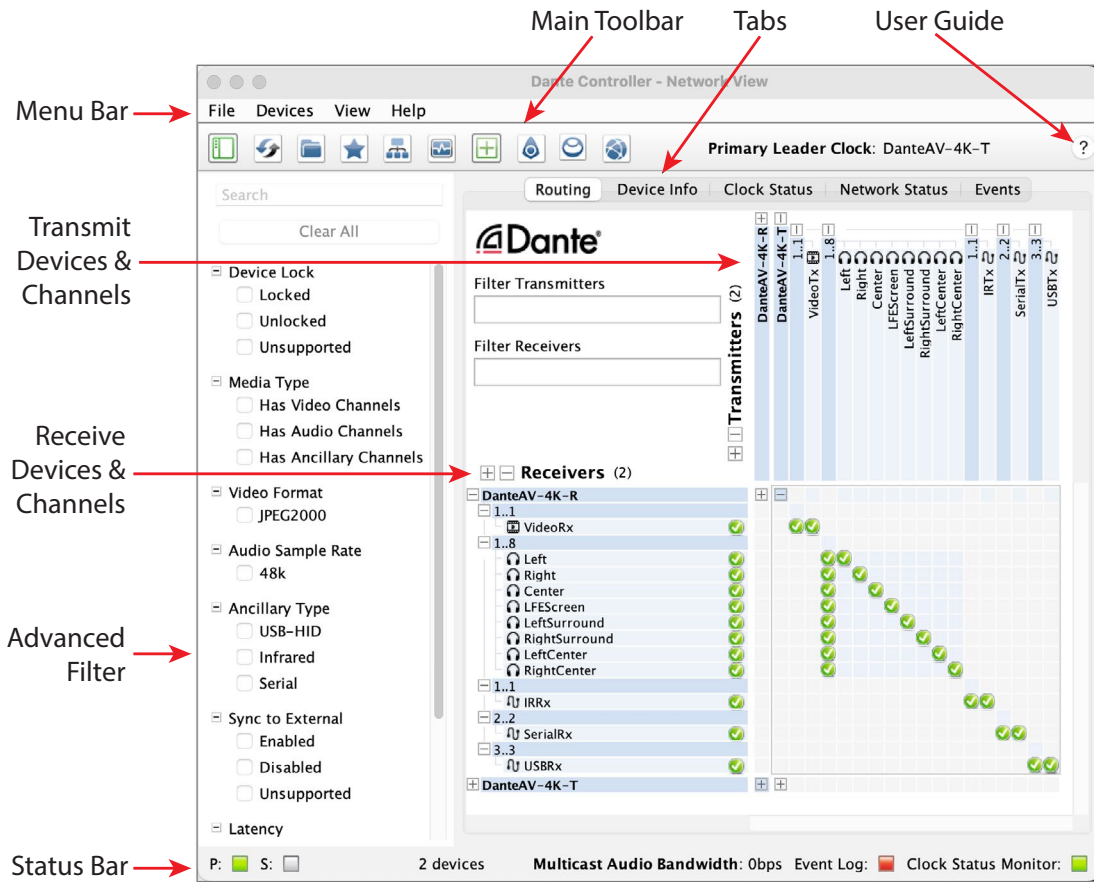 Main Toolbar Tabs User Guide
Dante Controller - Network View
Menu Bar
File Devices View Help
Primary Leader Clock: DanteAV-4K-T
?
Search
Clear All
Routing Device Info Clock Status Network Status Events
Transmit
Devices &
Channels
Dante®
Filter Transmitters
Filter Receivers
Transmitters (2)
DanteAV-4K-R
DanteAV-4K-T
1..1
VideoTx
1..8
Left
Right
Center
LFEScreen
LeftSurround
RightSurround
LeftCenter
RightCenter
1..1
IRTx
2..2
SerialTx
3..3
USBTx
Device Lock
Locked
Unlocked
Unsupported
Media Type
Has Video Channels
Has Audio Channels
Has Ancillary Channels
Video Format
JPEG2000
Audio Sample Rate
48k
Ancillary Type
USB-HID
Infrared
Serial
Sync to External
Enabled
Disabled
Unsupported
Latency
Receive
Devices &
Channels
Receivers (2)
DanteAV-4K-R
1..1
VideoRx
1..8
Left
Right
Center
LFEScreen
LeftSurround
RightSurround
LeftCenter
RightCenter
1..1
IRRx
2..2
SerialRx
3..3
USBRx
DanteAV-4K-T
Advanced
Filter
Status Bar
P: S: 2 devices Multicast Audio Bandwidth: 0bps Event Log: Clock Status Monitor: